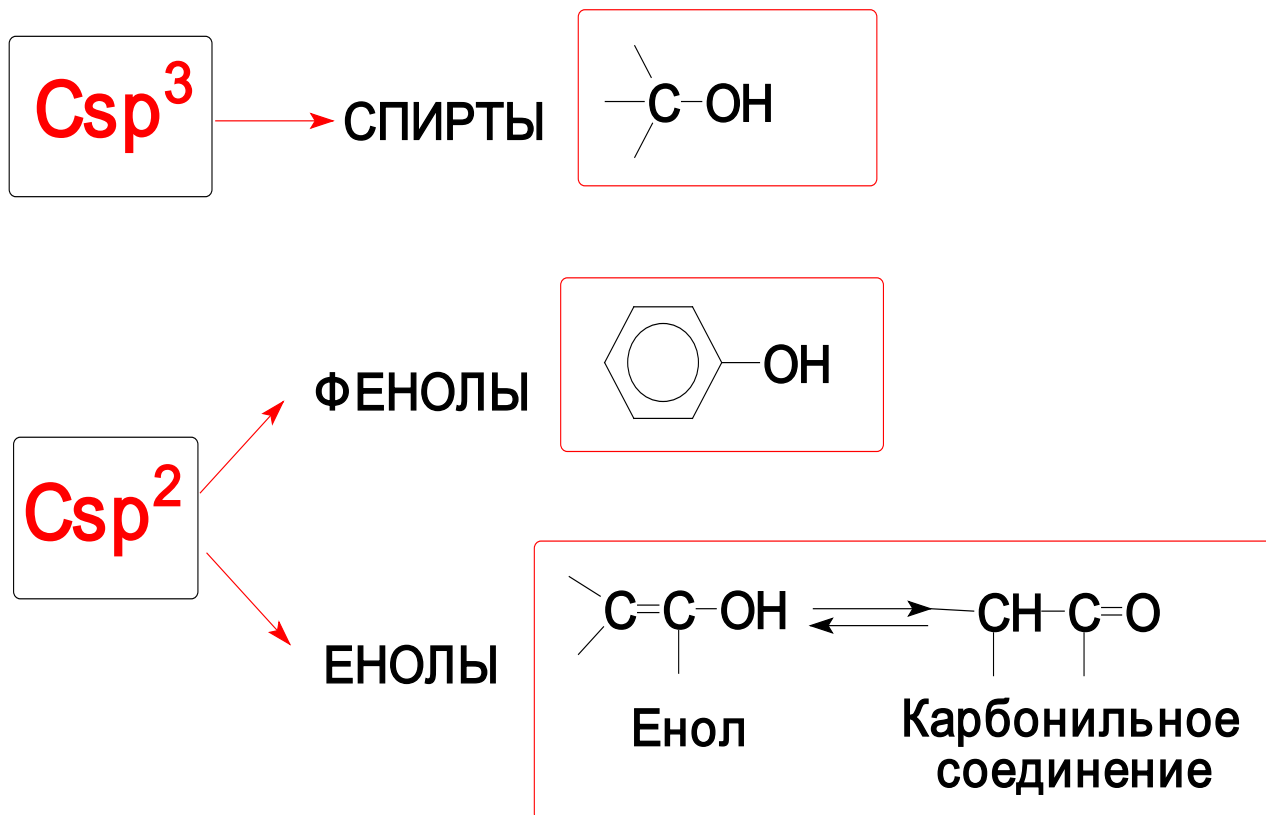 Csp³
СПИРТЫ
C–OH
ФЕНОЛЫ
OH
Csp²
ЕНОЛЫ
C=C–OH
CH–C=O
Енол
Карбонильное
соединение